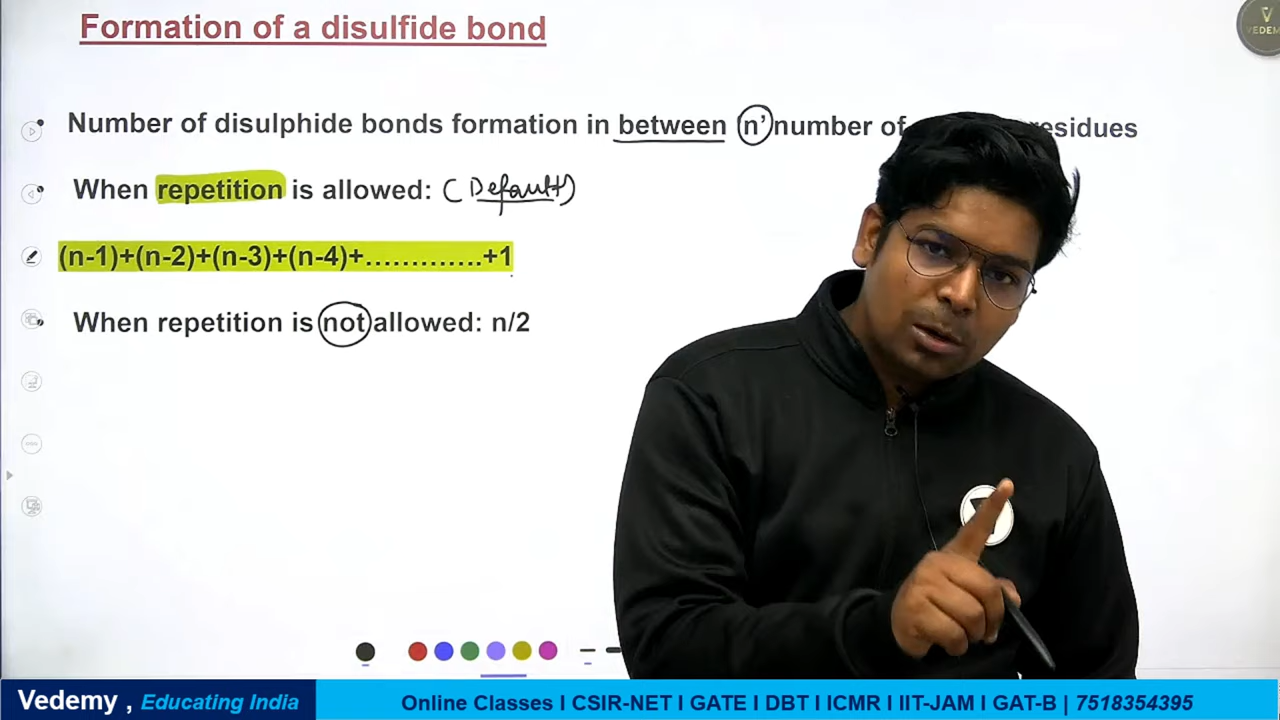 Formation of a disulfide bond
VEDEM
Number of disulphide bonds formation in between n' number of residues
When repetition is allowed: (Default)
(n-1)+(n-2)+(n-3)+(n-4)+.............+1
When repetition is not allowed: n/2
Vedemy , Educating India
Online Classes I CSIR-NET I GATE I DBT I ICMR I IIT-JAM I GAT-B | 7518354395